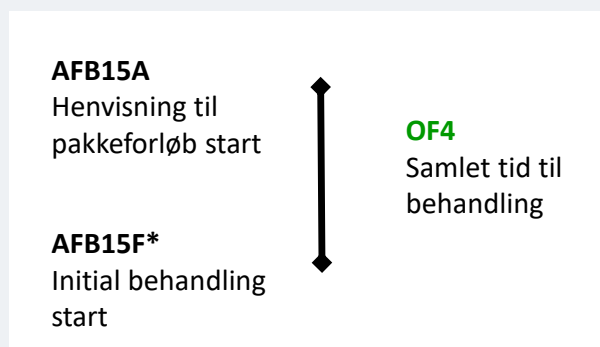 AFB15A
Henvisning til
pakkeforløb start
OF4
Samlet tid til
behandling
AFB15F*
Initial behandling
start